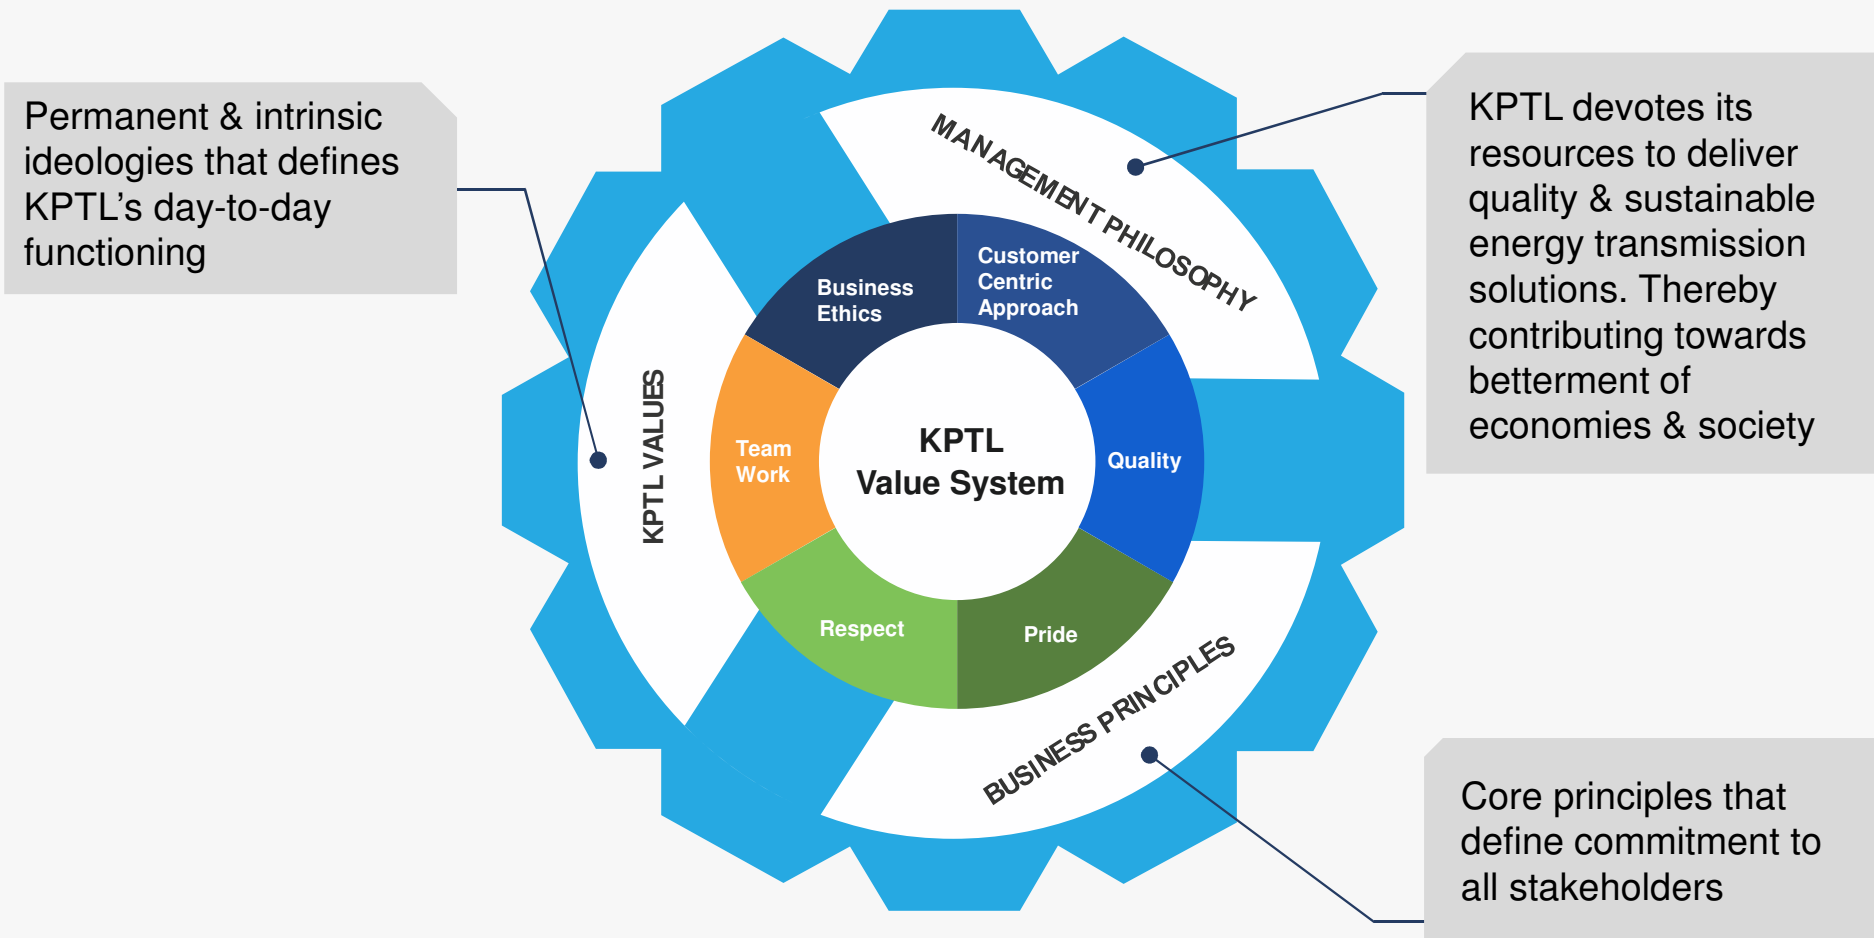 Permanent & intrinsic
ideologies that defines
KPTL’s day-to-day
functioning
MANAGEMENT PHILOSOPHY
KPTL devotes its
resources to deliver
quality & sustainable
energy transmission
solutions. Thereby
contributing towards
betterment of
economies & society
Business
Ethics
Customer
Centric
Approach
KPTL VALUES
Team
Work
KPTL
Value System
Quality
Respect
Pride
BUSINESS PRINCIPLES
Core principles that
define commitment to
all stakeholders